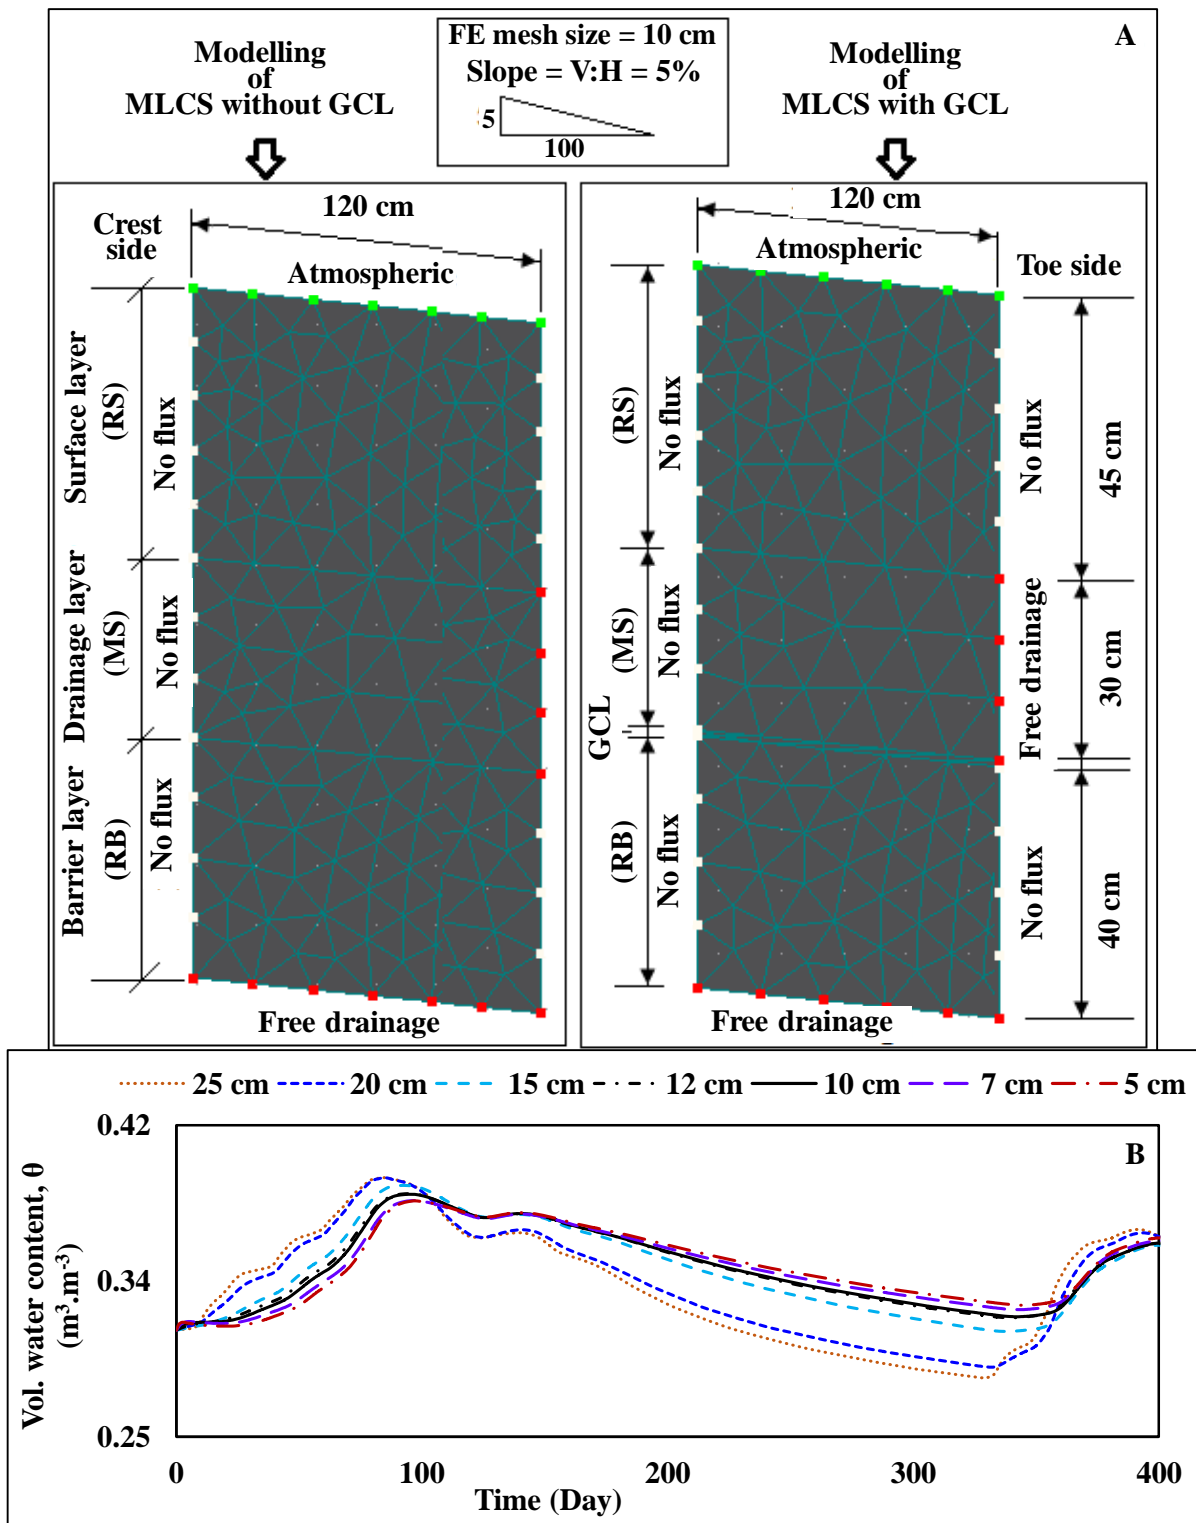 A
Modelling
of
MLCS without GCL
FE mesh size = 10 cm
Slope = V:H = 5%
5
100
Modelling
of
MLCS with GCL
Crest
side
120 cm
Atmospheric
Surface layer
(RS)
No flux
Drainage layer
(MS)
No flux
Barrier layer
(RB)
No flux
Free drainage
120 cm
Atmospheric
Toe side
(RS)
No flux
No flux
45 cm
(MS)
No flux
Free drainage
30 cm
GCL
(RB)
No flux
No flux
40 cm
Free drainage
25 cm 20 cm 15 cm 12 cm 10 cm 7 cm 5 cm
B
Vol. water content, θ
(m³.m⁻³)
0.42
0.34
0.25
0 100 200 300 400
Time (Day)